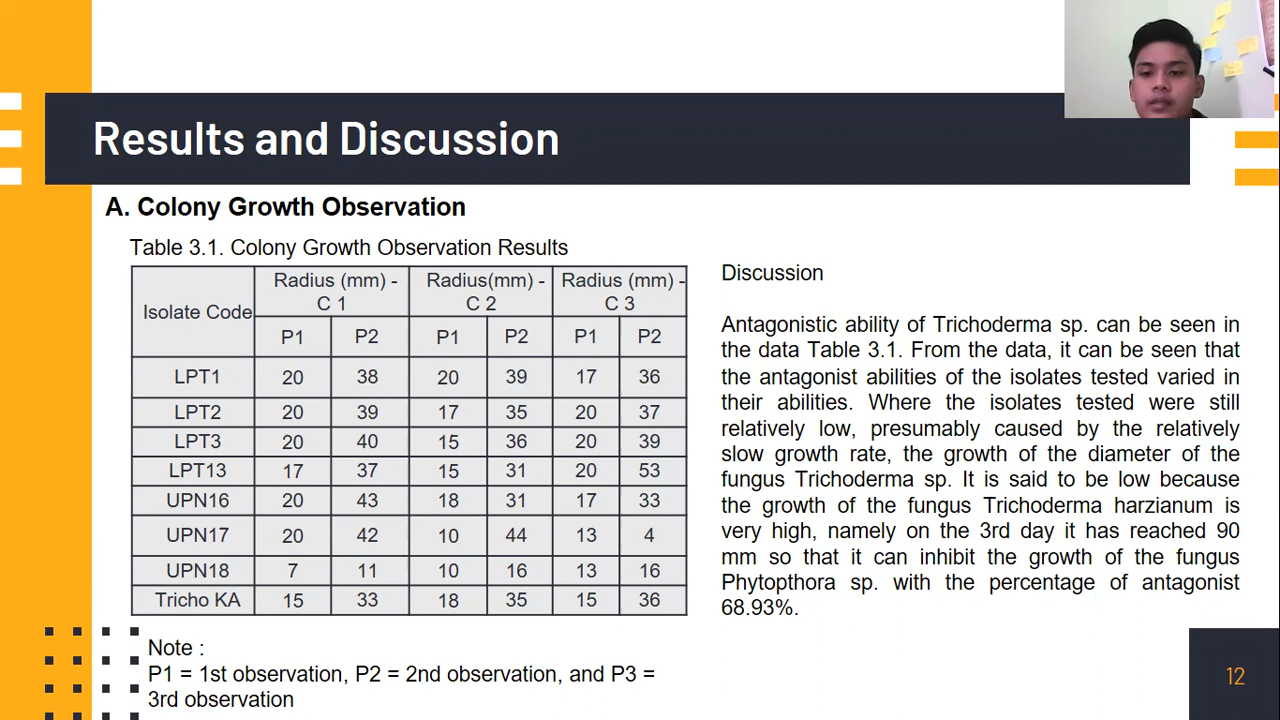 Results and Discussion
A. Colony Growth Observation
Table 3.1. Colony Growth Observation Results
Isolate Code Radius (mm) - C 1 Radius(mm) - C 2 Radius (mm) - C 3
P1 P2 P1 P2 P1 P2
LPT1 20 38 20 39 17 36
LPT2 20 39 17 35 20 37
LPT3 20 40 15 36 20 39
LPT13 17 37 15 31 20 53
UPN16 20 43 18 31 17 33
UPN17 20 42 10 44 13 4
UPN18 7 11 10 16 13 16
Tricho KA 15 33 18 35 15 36
Note :
P1 = 1st observation, P2 = 2nd observation, and P3 =
3rd observation
Discussion
Antagonistic ability of Trichoderma sp. can be seen in
the data Table 3.1. From the data, it can be seen that
the antagonist abilities of the isolates tested varied in
their abilities. Where the isolates tested were still
relatively low, presumably caused by the relatively
slow growth rate, the growth of the diameter of the
fungus Trichoderma sp. It is said to be low because
the growth of the fungus Trichoderma harzianum is
very high, namely on the 3rd day it has reached 90
mm so that it can inhibit the growth of the fungus
Phytopthora sp. with the percentage of antagonist
68.93%.
12